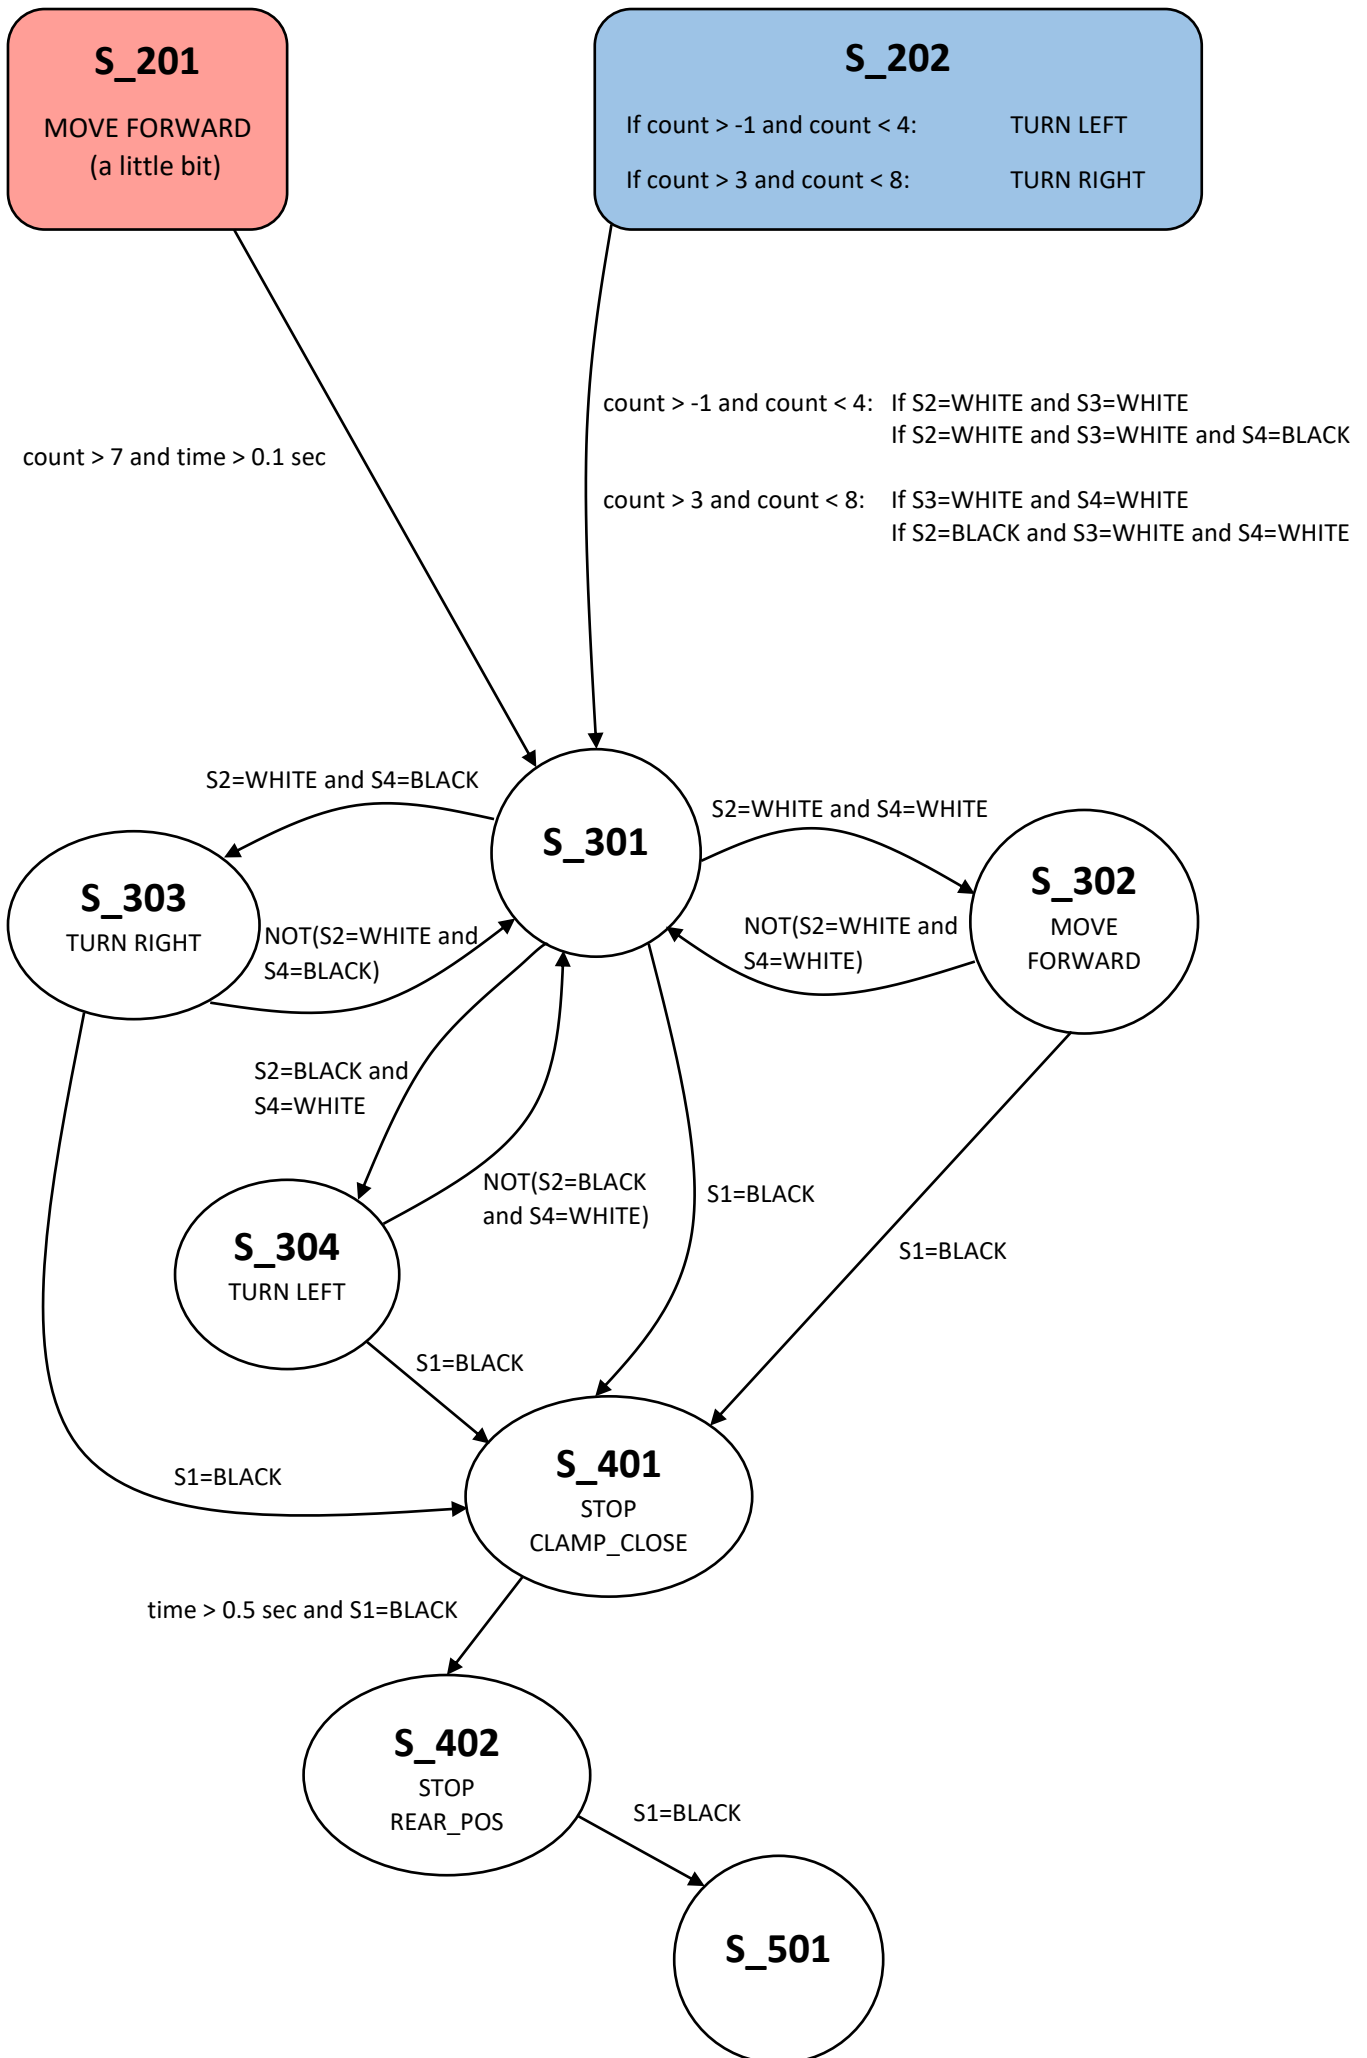 S_201
MOVE FORWARD
(a little bit)
S_202
If count > -1 and count < 4: TURN LEFT
If count > 3 and count < 8: TURN RIGHT
count > 7 and time > 0.1 sec
count > -1 and count < 4: If S2=WHITE and S3=WHITE
If S2=WHITE and S3=WHITE and S4=BLACK
count > 3 and count < 8: If S3=WHITE and S4=WHITE
If S2=BLACK and S3=WHITE and S4=WHITE
S2=WHITE and S4=BLACK
S_301
S2=WHITE and S4=WHITE
S_303
TURN RIGHT
NOT(S2=WHITE and
S4=BLACK)
NOT(S2=WHITE and
S4=WHITE)
S_302
MOVE
FORWARD
S2=BLACK and
S4=WHITE
NOT(S2=BLACK
and S4=WHITE)
S1=BLACK
S1=BLACK
S_304
TURN LEFT
S1=BLACK
S1=BLACK
S_401
STOP
CLAMP_CLOSE
time > 0.5 sec and S1=BLACK
S_402
STOP
REAR_POS
S1=BLACK
S_501